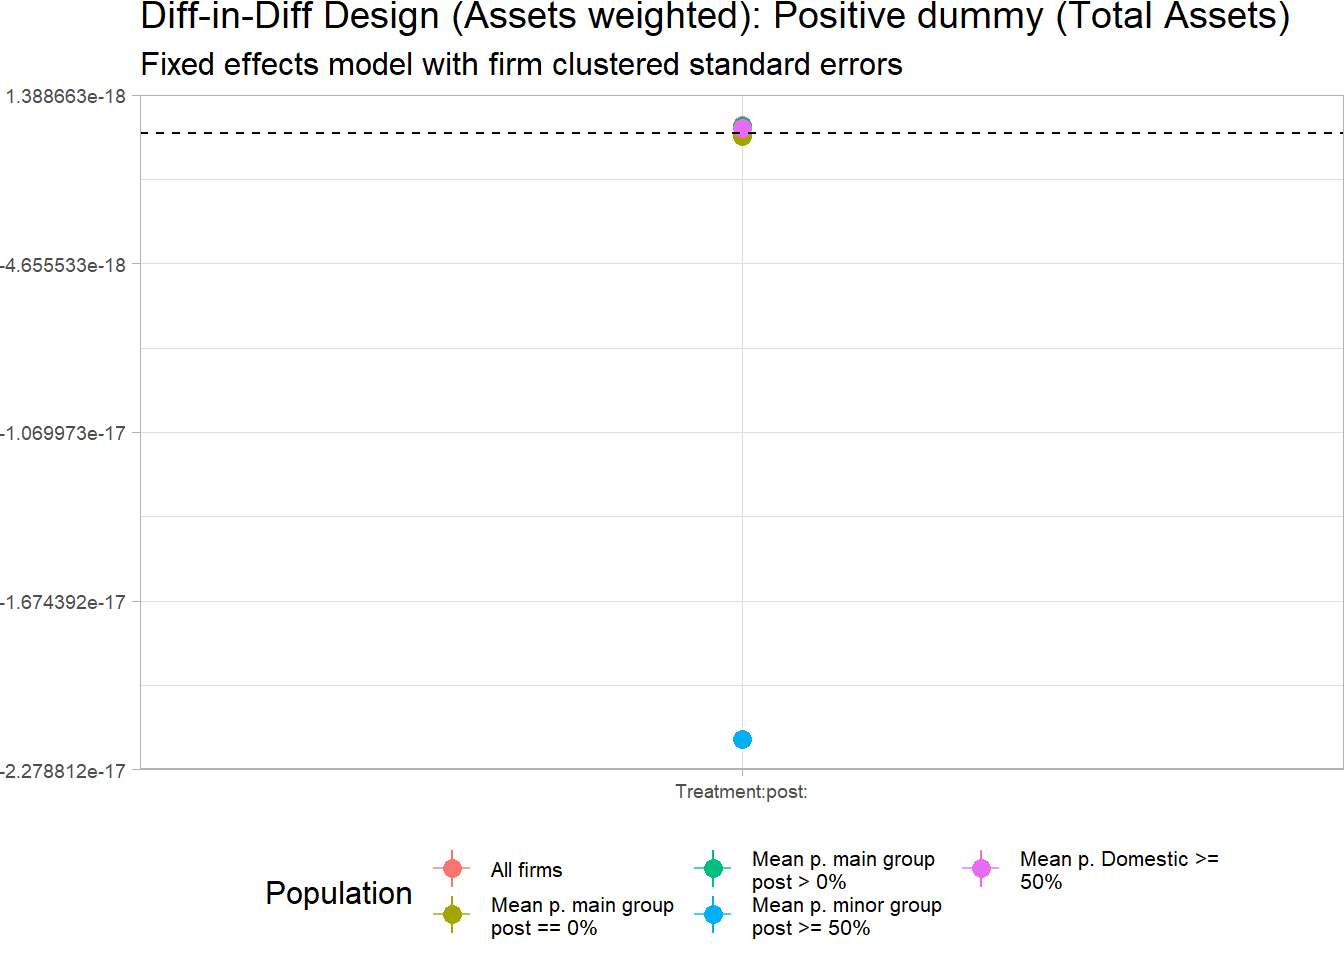 Diff-in-Diff Design (Assets weighted): Positive dummy (Total Assets)
Fixed effects model with firm clustered standard errors
1.388663e-18
-4.655533e-18
-1.069973e-17
-1.674392e-17
-2.278812e-17
Treatment:post:
Population
All firms
Mean p. main group
post == 0%
Mean p. main group
post > 0%
Mean p. minor group
post >= 50%
Mean p. Domestic >=
50%